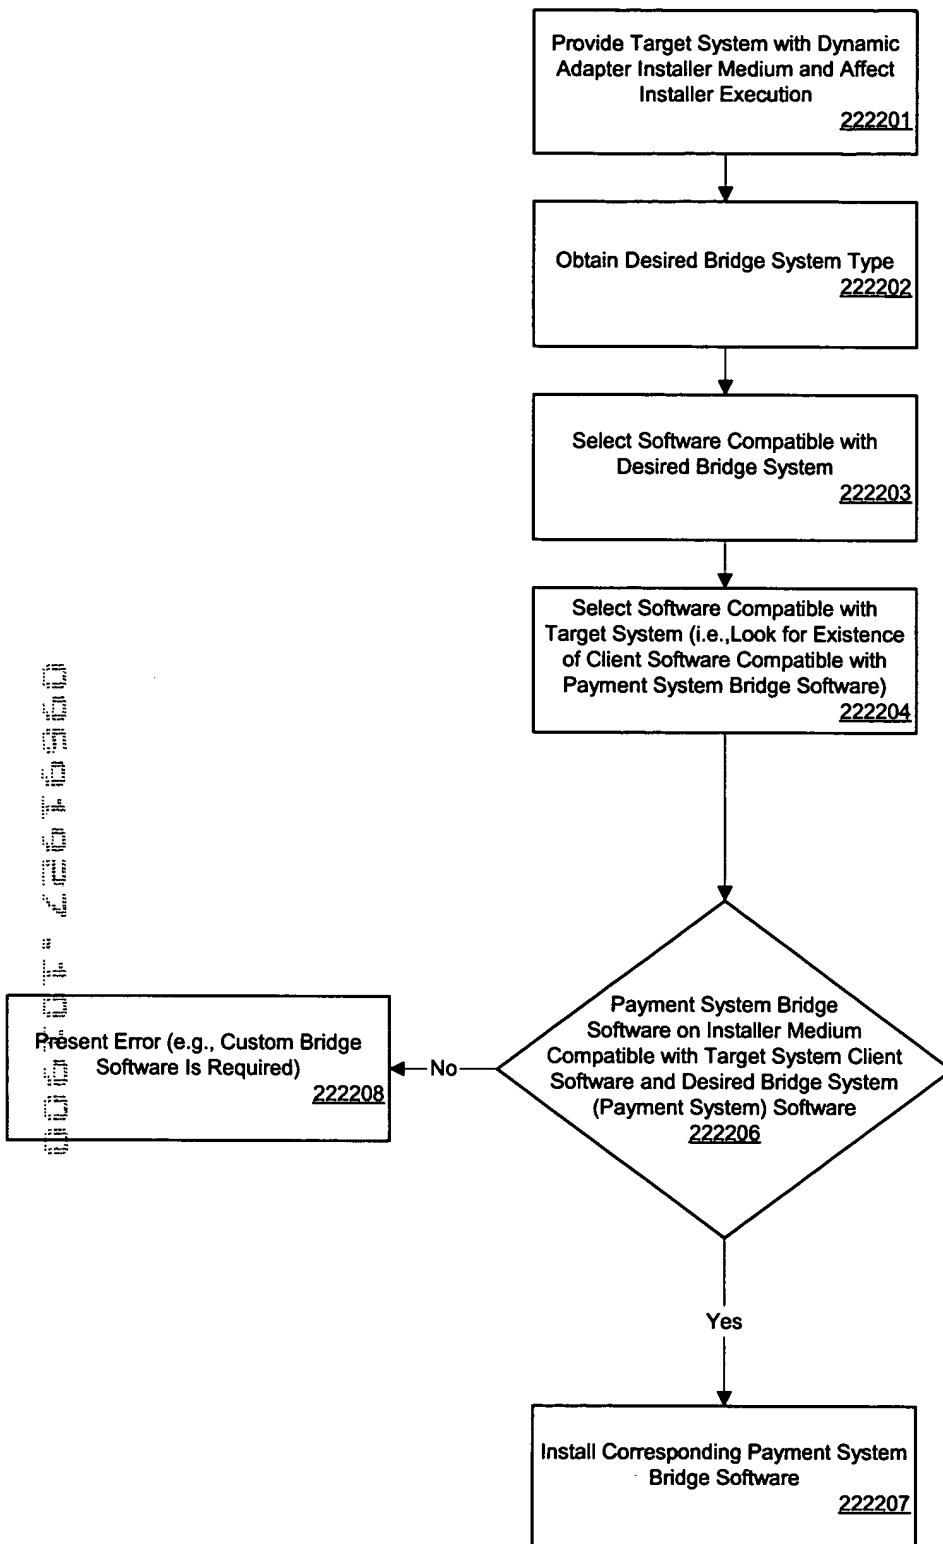 Provide Target System with Dynamic
Adapter Installer Medium and Affect
Installer Execution
222201
Obtain Desired Bridge System Type
222202
Select Software Compatible with
Desired Bridge System
222203
Select Software Compatible with
Target System (i.e.,Look for Existence
of Client Software Compatible with
Payment System Bridge Software)
222204
Payment System Bridge
Software on Installer Medium
Compatible with Target System Client
Software and Desired Bridge System
(Payment System) Software
222206
No
Present Error (e.g., Custom Bridge
Software Is Required)
222208
Yes
Install Corresponding Payment System
Bridge Software
222207